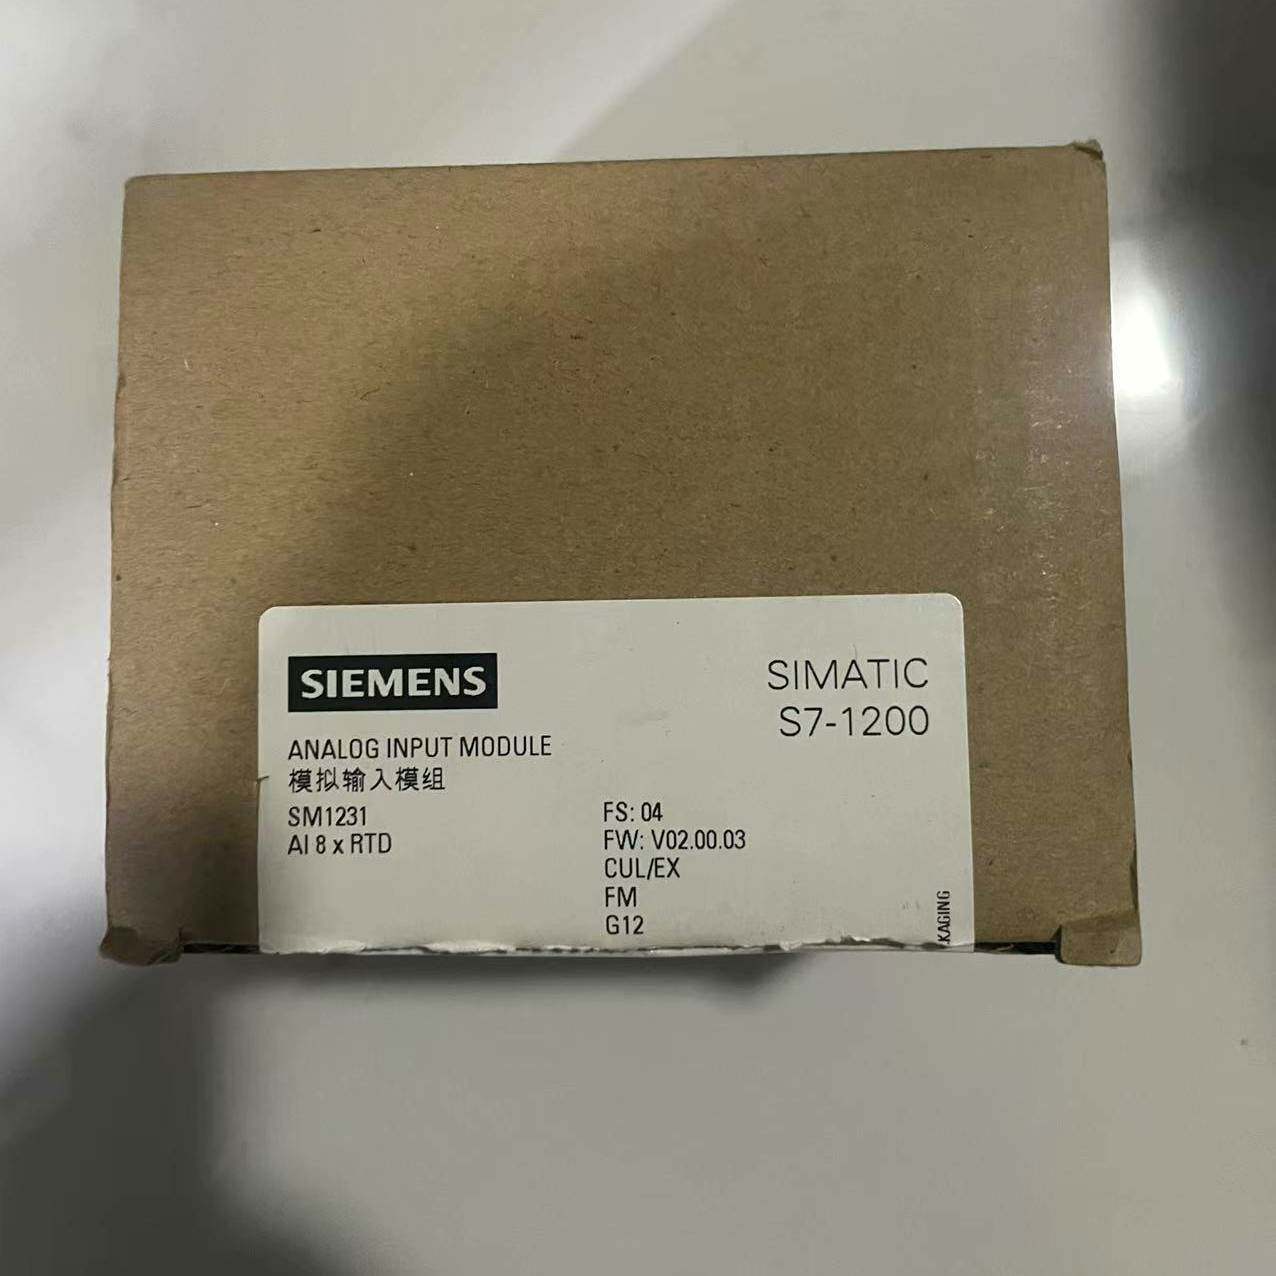 SIEMENS
SIMATIC
S7-1200
ANALOG INPUT MODULE
模拟输入模组
SM1231
AI 8 x RTD
FS: 04
FW: V02.00.03
CUL/EX
FM
G12